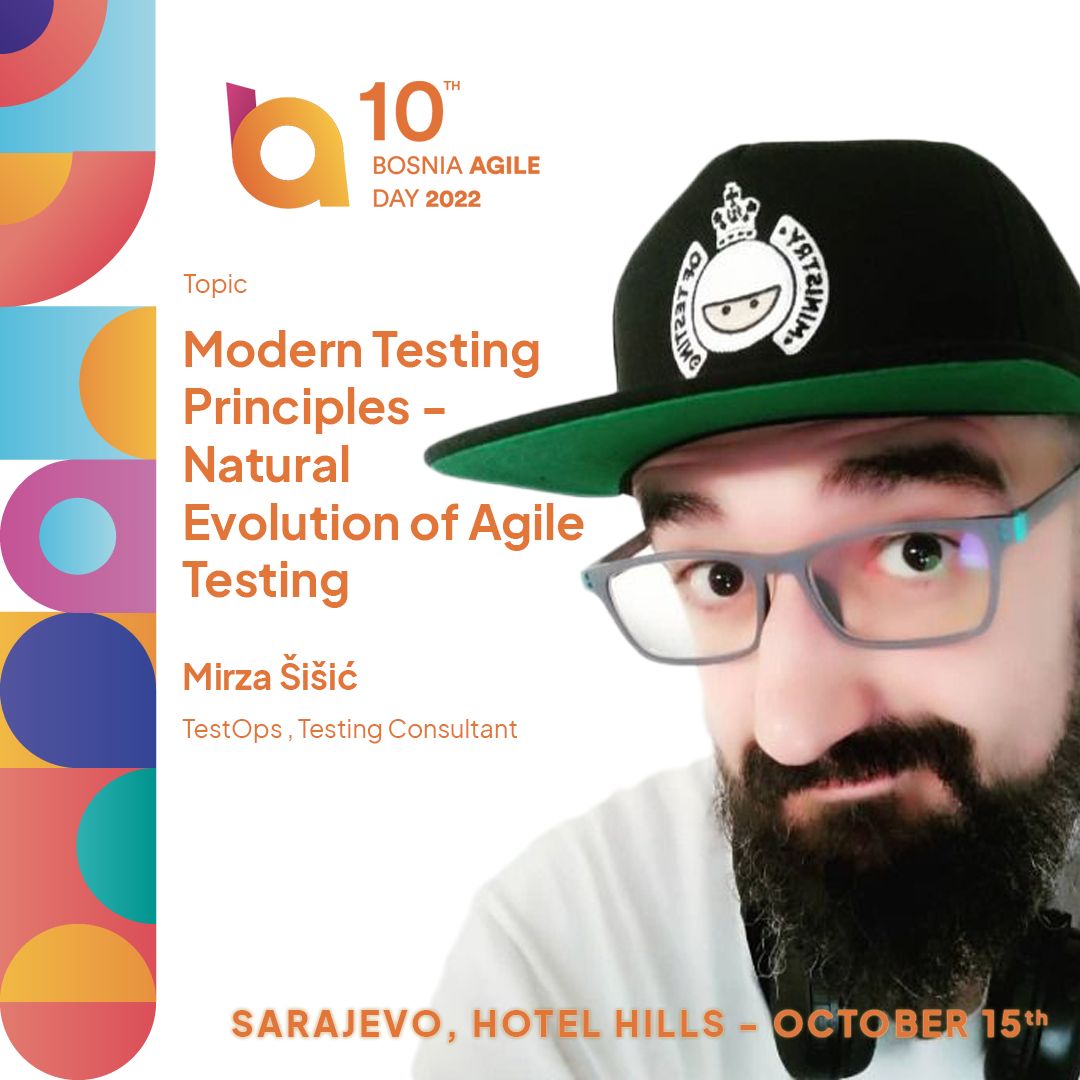 10TH
BOSNIA AGILE
DAY 2022
Topic
Modern Testing
Principles –
Natural
Evolution of Agile
Testing
Mirza Šišić
TestOps , Testing Consultant
MINISTRY
OF TESTING
SARAJEVO, HOTEL HILLS – OCTOBER 15th